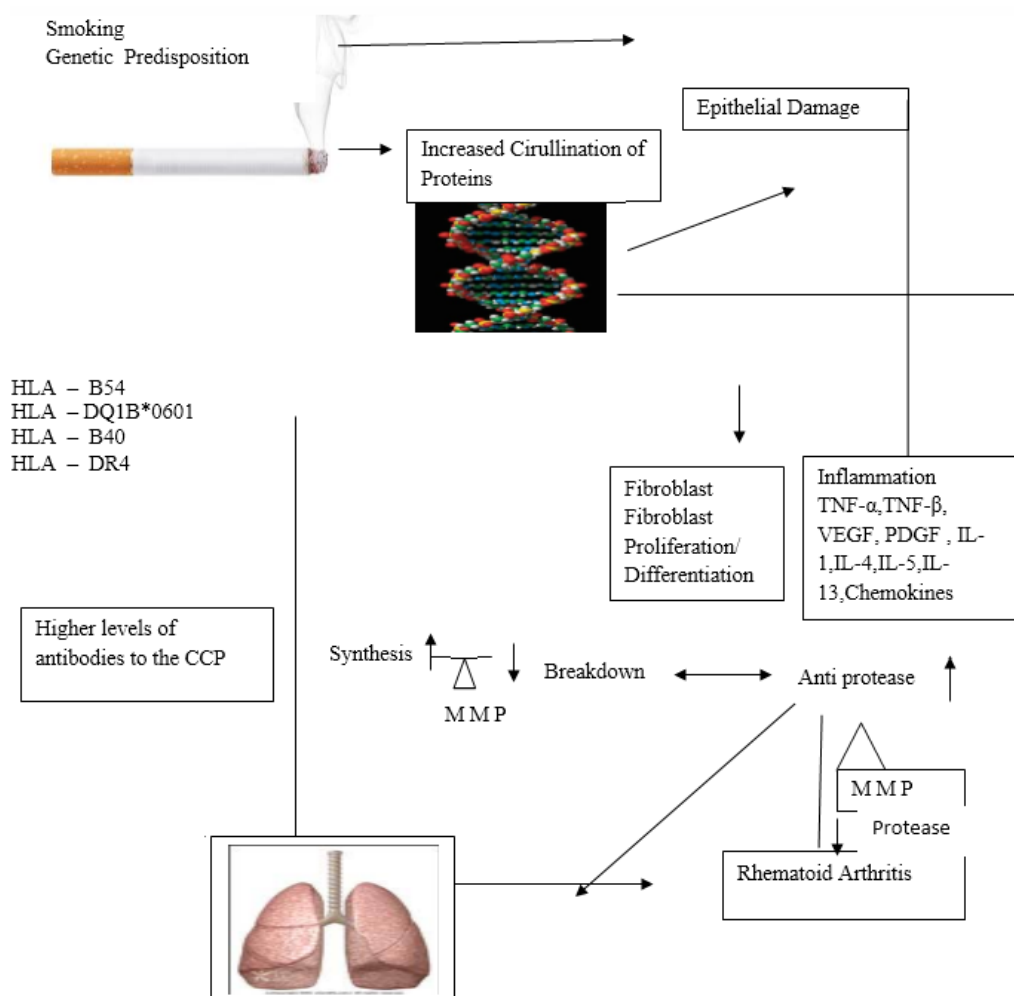 Smoking
Genetic Predisposition
Epithelial Damage
Increased Cirullination of
Proteins
HLA – B54
HLA – DQ1B*0601
HLA – B40
HLA – DR4
Fibroblast
Fibroblast
Proliferation/
Differentiation
Inflammation
TNF-α,TNF-β,
VEGF, PDGF , IL-
1,IL-4,IL-5,IL-
13,Chemokines
Higher levels of
antibodies to the CCP
Synthesis
Breakdown
Anti protease
M M P
M M P
Protease
Rhematoid Arthritis